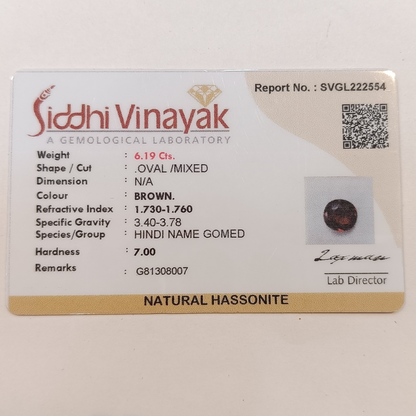 Siddhi Vinayak
A GEMOLOGICAL LABORATORY
Report No. : SVGL222554
Weight : 6.19 Cts.
Shape / Cut : .OVAL /MIXED
Dimension : N/A
Colour : BROWN.
Refractive Index : 1.730-1.760
Specific Gravity : 3.40-3.78
Species/Group : HINDI NAME GOMED
Hardness : 7.00
Remarks : G81308007
Lab Director
NATURAL HASSONITE